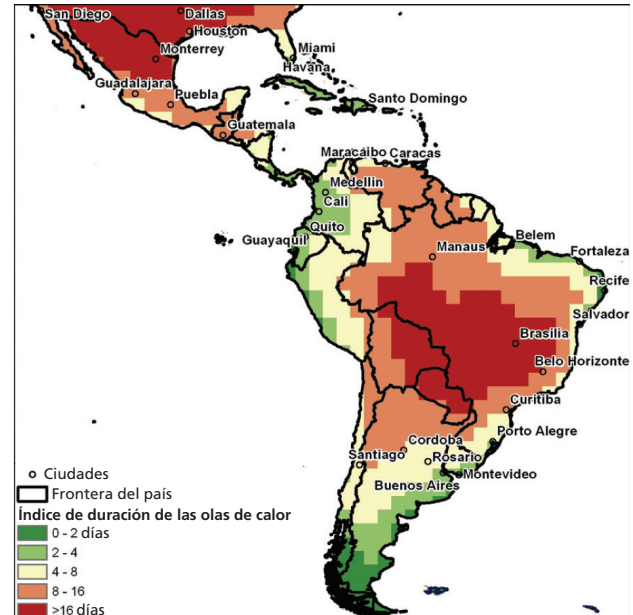 San Diego
Dallas
Houston
Monterrey
Miami
Havana
Guadalajara
Puebla
Santo Domingo
Guatemala
Maracaibo
Caracas
Medellin
Cali
Quito
Guayaquil
Belem
Manaus
Fortaleza
Recife
Salvador
Brasília
Belo Horizonte
Curitiba
Porto Alegre
Cordoba
Santiago
Rosario
Montevideo
Buenos Aires
Ciudades
Frontera del país
Índice de duración de las olas de calor
0 - 2 días
2 - 4
4 - 8
8 - 16
>16 días